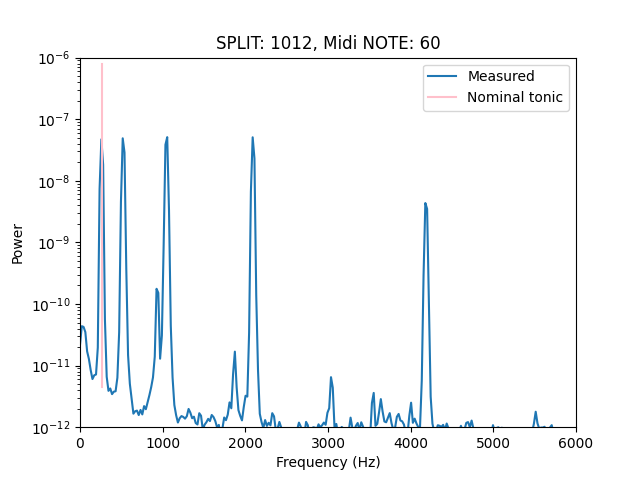 SPLIT: 1012, Midi NOTE: 60
Measured
Nominal tonic
Power
10⁻⁶
10⁻⁷
10⁻⁸
10⁻⁹
10⁻¹⁰
10⁻¹¹
10⁻¹²
0 1000 2000 3000 4000 5000 6000
Frequency (Hz)